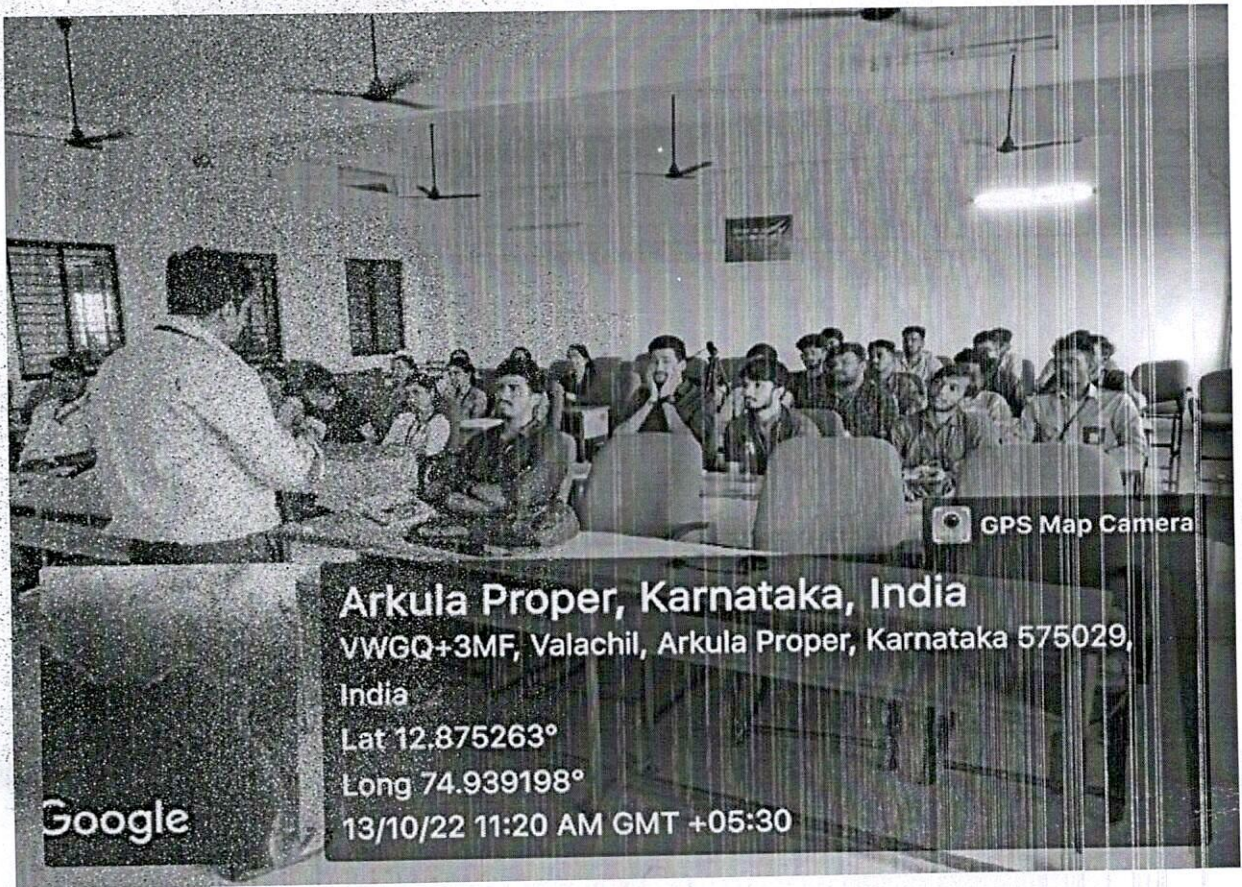 GPS Map Camera
Arkula Proper, Karnataka, India
VWGQ+3MF, Valachil, Arkula Proper, Karnataka 575029,
India
Lat 12.875263°
Long 74.939198°
13/10/22 11:20 AM GMT +05:30
Google